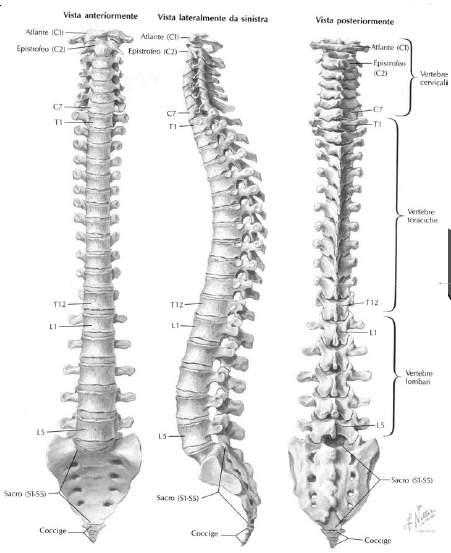 Vista anteriormente
Atlante (C1)
Epistrofeo (C2)
C7
T1
T12
L1
L5
Sacro (S1-S5)
Coccige
Vista lateralmente da sinistra
Atlante (C1)
Epistrofeo (C2)
C7
T1
T12
L1
L5
Sacro (S1-S5)
Coccige
Vista posteriormente
Atlante (C1)
Epistrofeo
(C2)
C7
T1
T12
L1
L5
Sacro (S1-S5)
Coccige
Vertebre
cervicali
Vertebre
toraciche
Vertebre
lombari